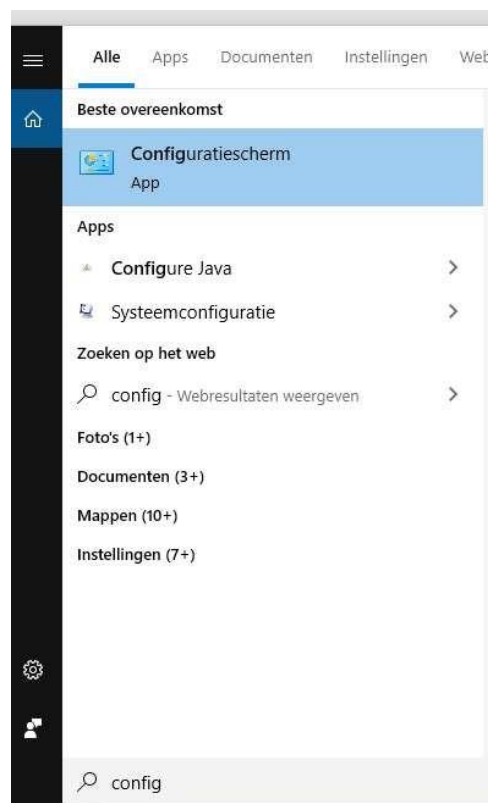 Alle Apps Documenten Instellingen Web
Beste overeenkomst
Configuratiescherm
App
Apps
Configure Java
Systeemconfiguratie
Zoeken op het web
config - Webresultaten weergeven
Foto's (1+)
Documenten (3+)
Mappen (10+)
Instellingen (7+)
config